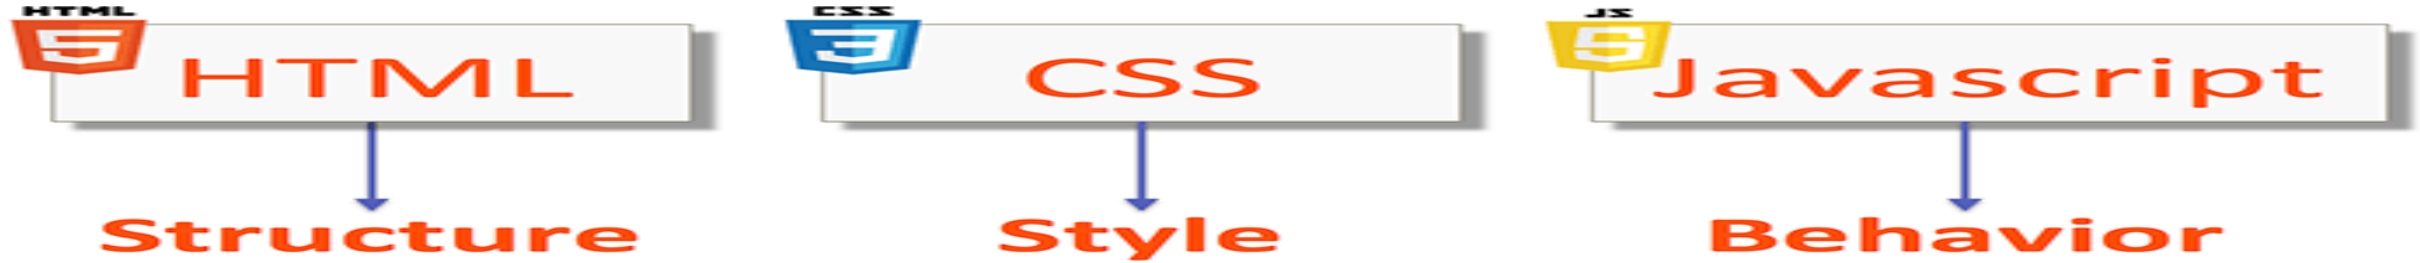 HTML CSS JS
HTML CSS Javascript
Structure Style Behavior